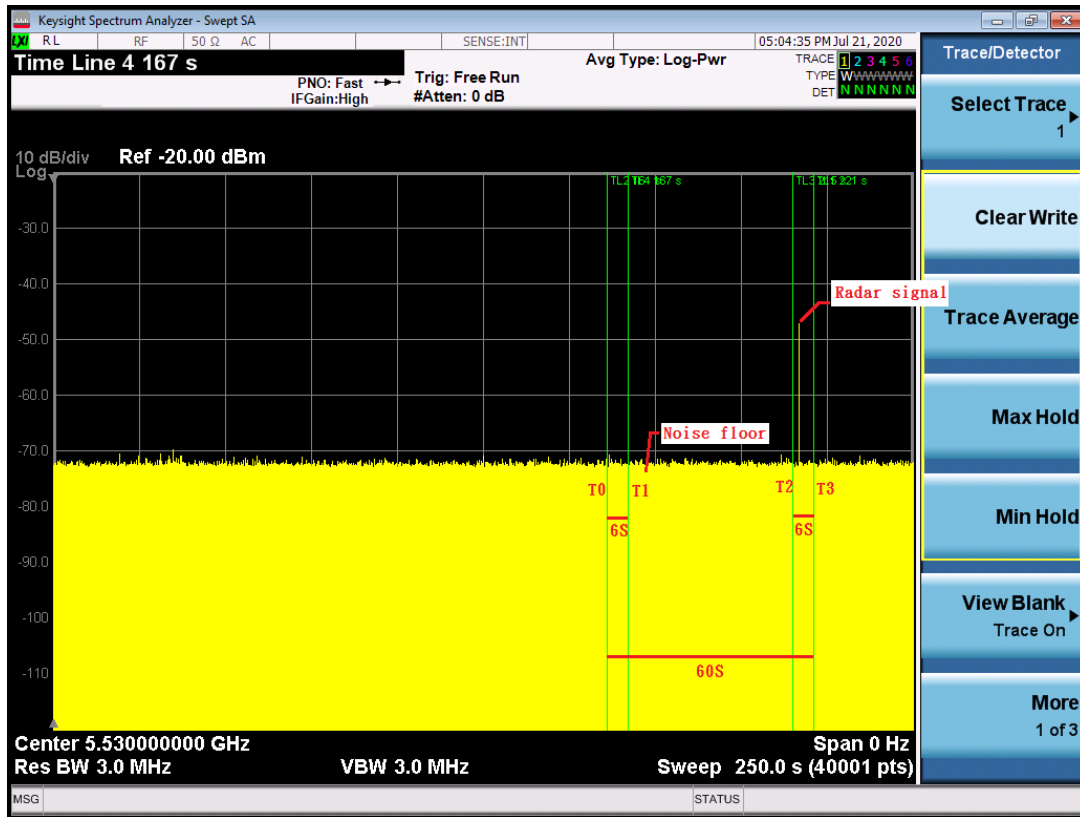 Keysight Spectrum Analyzer - Swept SA
LXI RL RF 50 Ω AC SENSE:INT 05:04:35 PM Jul 21, 2020
Time Line 4 167 s
PNO: Fast
IFGain:High
Trig: Free Run
#Atten: 0 dB
Avg Type: Log-Pwr
TRACE 1 2 3 4 5 6
TYPE WWWWWW
DET N N N N N N
10 dB/div Ref -20.00 dBm
Log
TL2
167 s
TL3
221 s
-30.0
-40.0
-50.0
-60.0
-70.0
-80.0
-90.0
-100
-110
Radar signal
Noise floor
T0 T1 T2 T3
6S 6S
60S
Center 5.530000000 GHz Span 0 Hz
Res BW 3.0 MHz VBW 3.0 MHz Sweep 250.0 s (40001 pts)
MSG STATUS
Trace/Detector
Select Trace
1
Clear Write
Trace Average
Max Hold
Min Hold
View Blank
Trace On
More
1 of 3